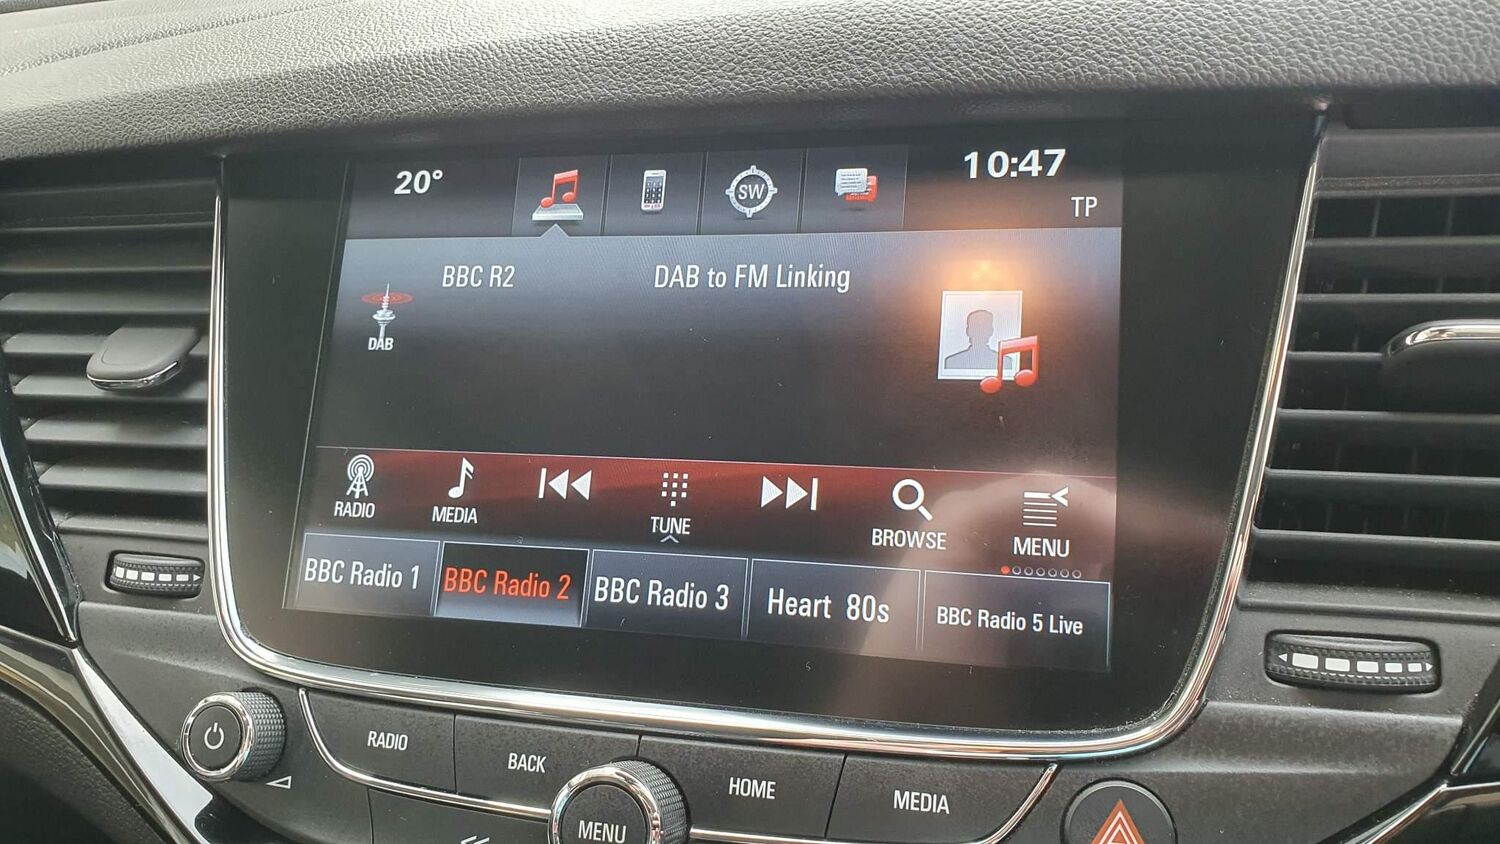 20°
SW
10:47
TP
BBC R2
DAB to FM Linking
DAB
RADIO
MEDIA
TUNE
BROWSE
MENU
BBC Radio 1
BBC Radio 2
BBC Radio 3
Heart 80s
BBC Radio 5 Live
RADIO
BACK
HOME
MEDIA
MENU